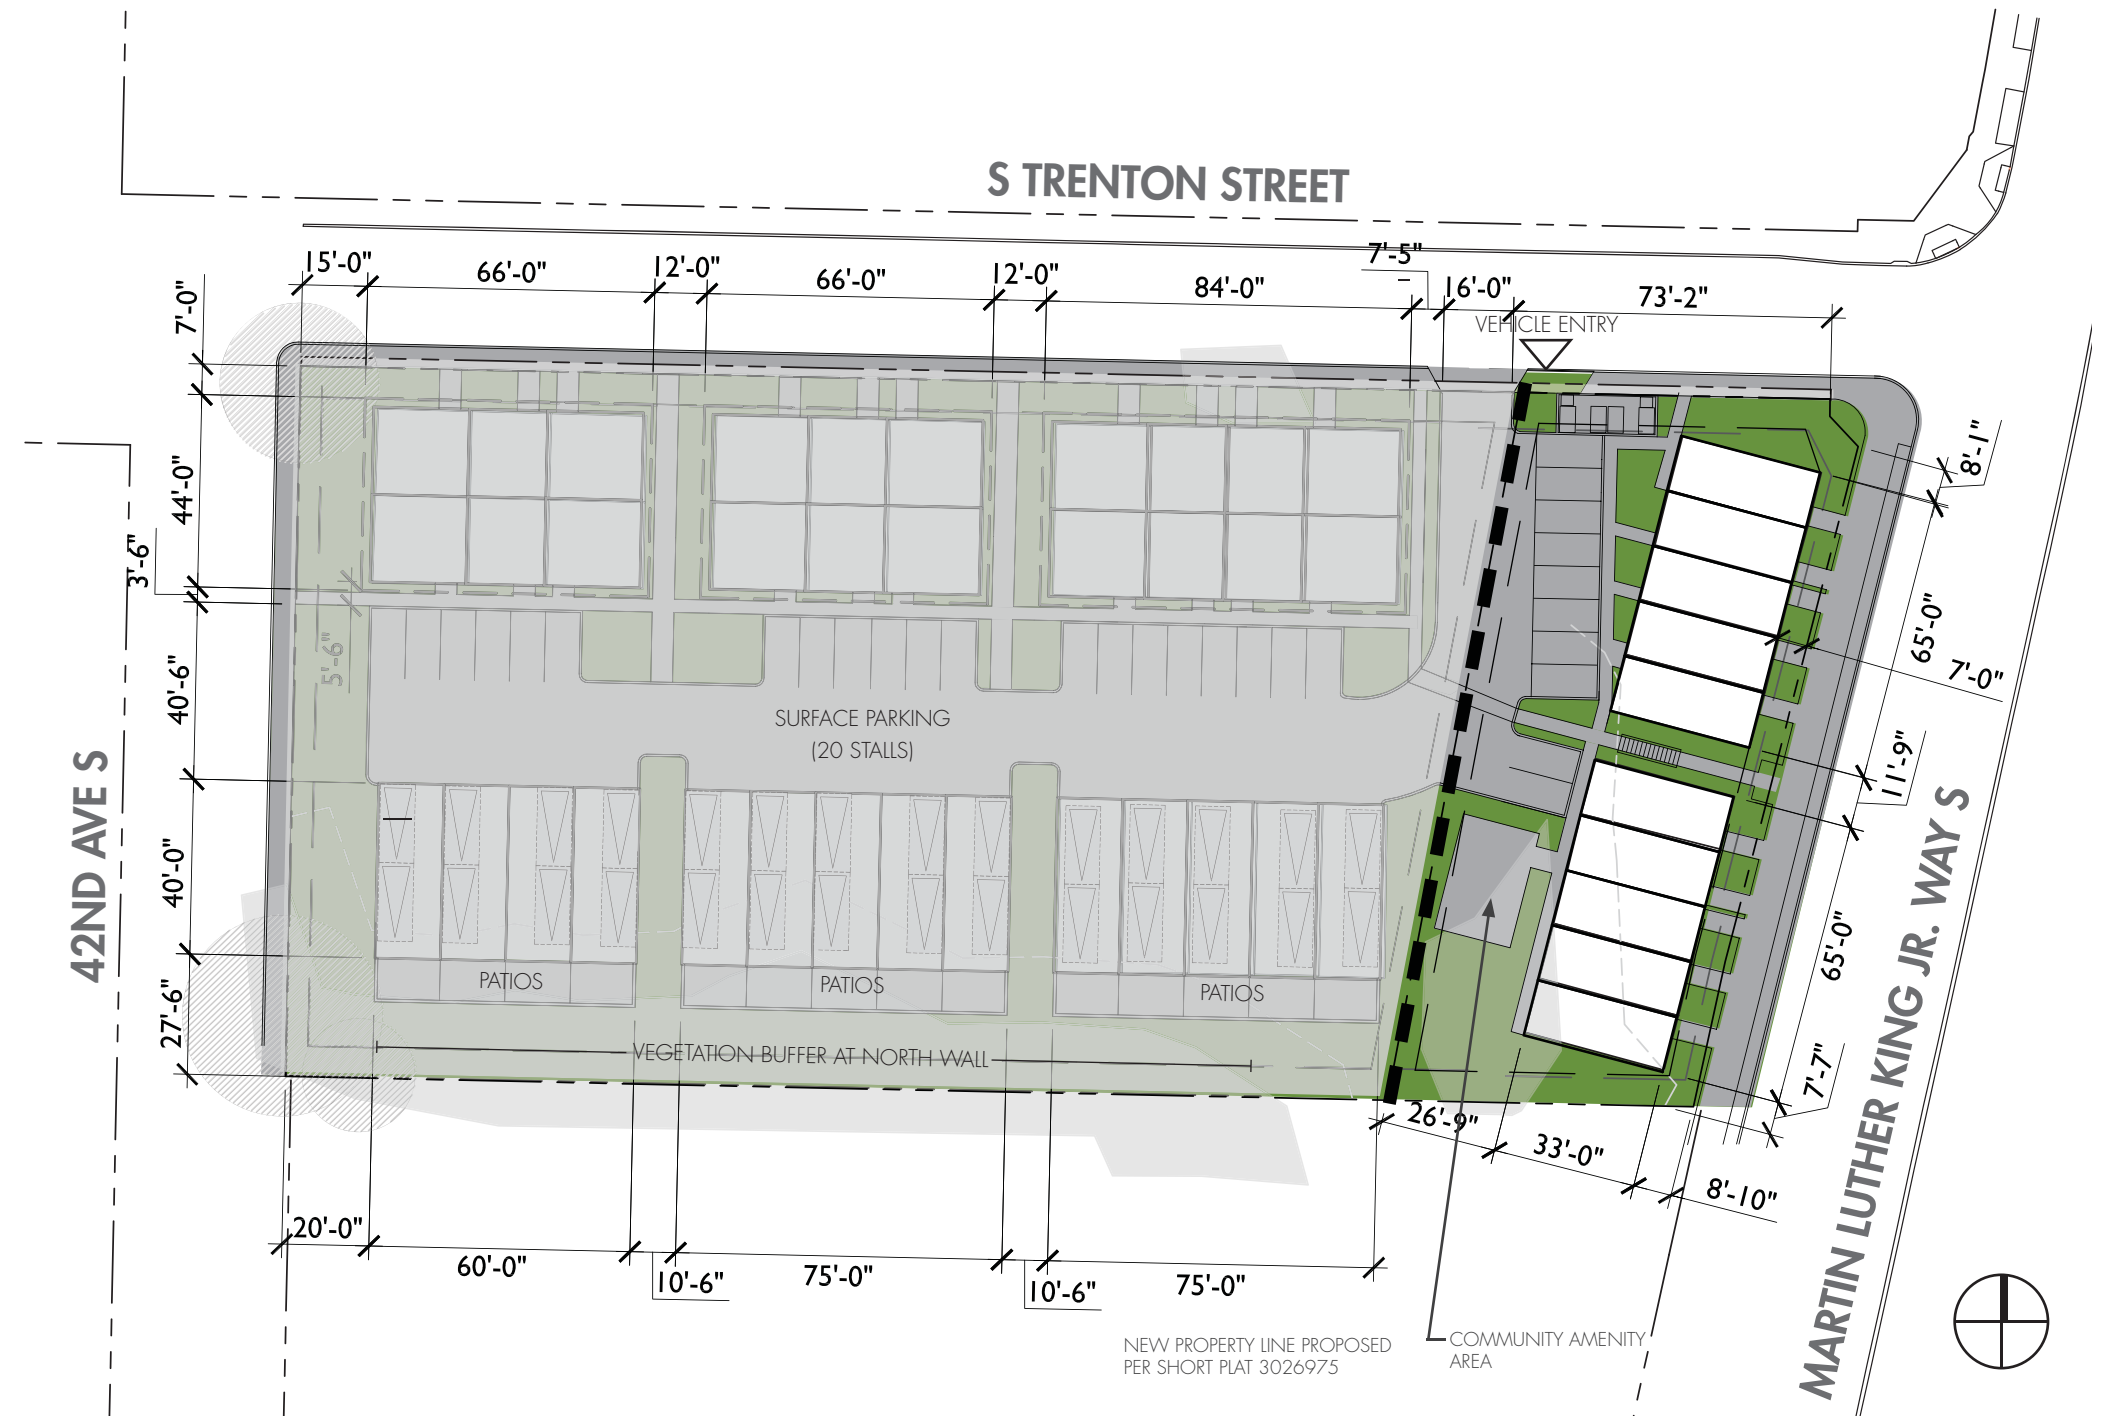 S TRENTON STREET
7'-5"
15'-0"
66'-0"
12'-0"
66'-0"
12'-0"
84'-0"
16'-0"
73'-2"
VEHICLE ENTRY
7'-0"
44'-0"
3'-6"
40'-6"
40'-0"
27'-6"
5'-6"
42ND AVE S
SURFACE PARKING
(20 STALLS)
PATIOS
PATIOS
PATIOS
VEGETATION BUFFER AT NORTH WALL
8'-1"
65'-0"
7'-0"
11'-9"
65'-0"
7'-7"
MARTIN LUTHER KING JR. WAY S
26'-9"
33'-0"
8'-10"
20'-0"
60'-0"
10'-6"
75'-0"
10'-6"
75'-0"
NEW PROPERTY LINE PROPOSED
PER SHORT PLAT 3026975
COMMUNITY AMENITY
AREA